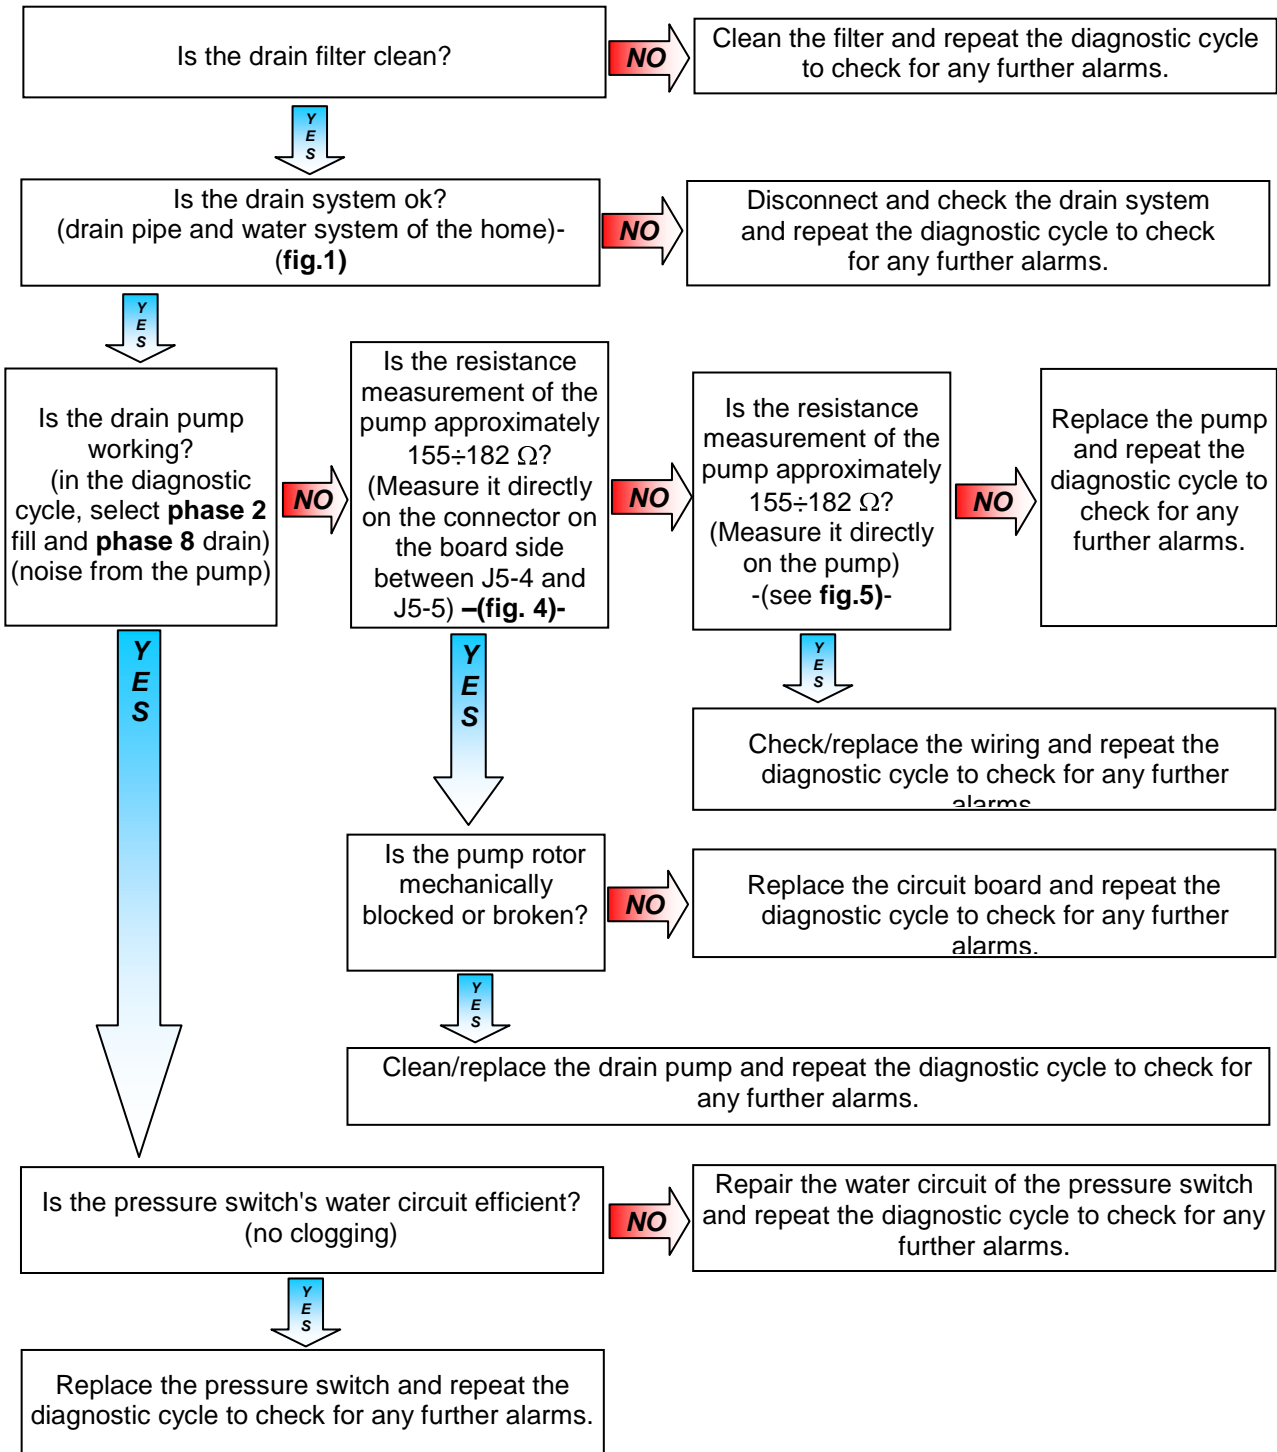 Is the drain filter clean?
NO
Clean the filter and repeat the diagnostic cycle
to check for any further alarms.
YES
Is the drain system ok?
(drain pipe and water system of the home)-
(fig.1)
NO
Disconnect and check the drain system
and repeat the diagnostic cycle to check
for any further alarms.
YES
Is the drain pump
working?
(in the diagnostic
cycle, select phase 2
fill and phase 8 drain)
(noise from the pump)
NO
Is the resistance
measurement of the
pump approximately
155÷182 Ω?
(Measure it directly
on the connector on
the board side
between J5-4 and
J5-5) –(fig. 4)-
NO
Is the resistance
measurement of the
pump approximately
155÷182 Ω?
(Measure it directly
on the pump)
-(see fig.5)-
NO
Replace the pump
and repeat the
diagnostic cycle to
check for any
further alarms.
YES
YES
YES
Check/replace the wiring and repeat the
diagnostic cycle to check for any further
alarms.
Is the pump rotor
mechanically
blocked or broken?
NO
Replace the circuit board and repeat the
diagnostic cycle to check for any further
alarms.
YES
Clean/replace the drain pump and repeat the diagnostic cycle to check for
any further alarms.
Is the pressure switch's water circuit efficient?
(no clogging)
NO
Repair the water circuit of the pressure switch
and repeat the diagnostic cycle to check for any
further alarms.
YES
Replace the pressure switch and repeat the
diagnostic cycle to check for any further alarms.